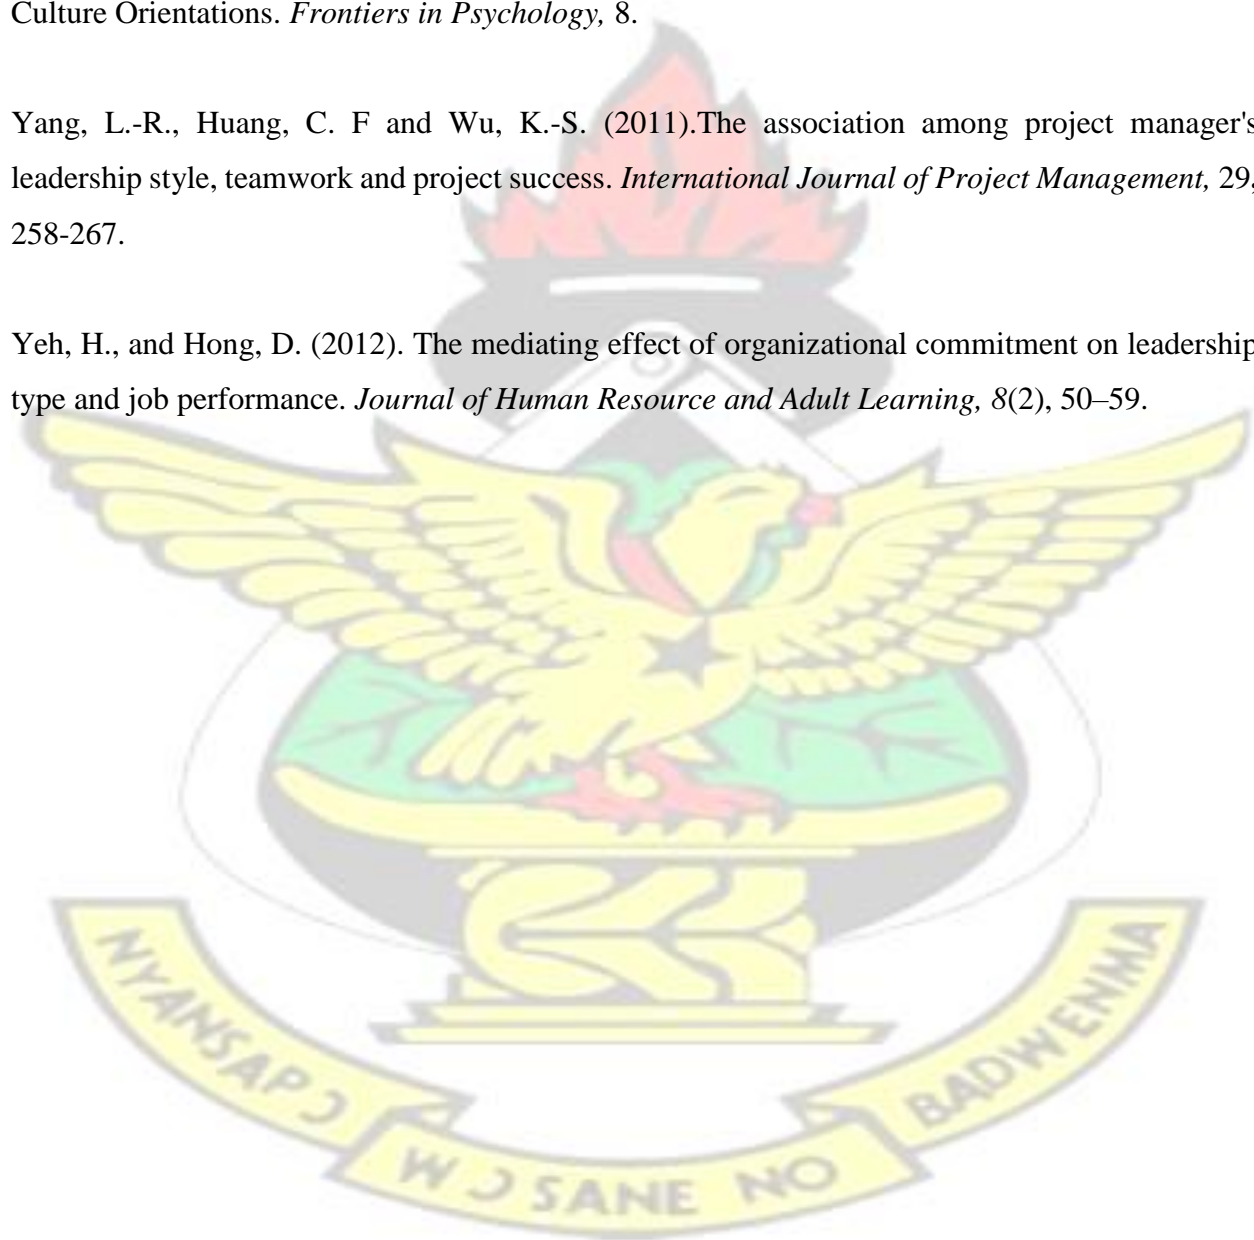 Culture Orientations. Frontiers in Psychology, 8.
Yang, L.-R., Huang, C. F and Wu, K.-S. (2011).The association among project manager's
leadership style, teamwork and project success. International Journal of Project Management, 29,
258-267.
Yeh, H., and Hong, D. (2012). The mediating effect of organizational commitment on leadership
type and job performance. Journal of Human Resource and Adult Learning, 8(2), 50–59.
NYANSAPƆ
WƆ SANE NO
BADWENMA